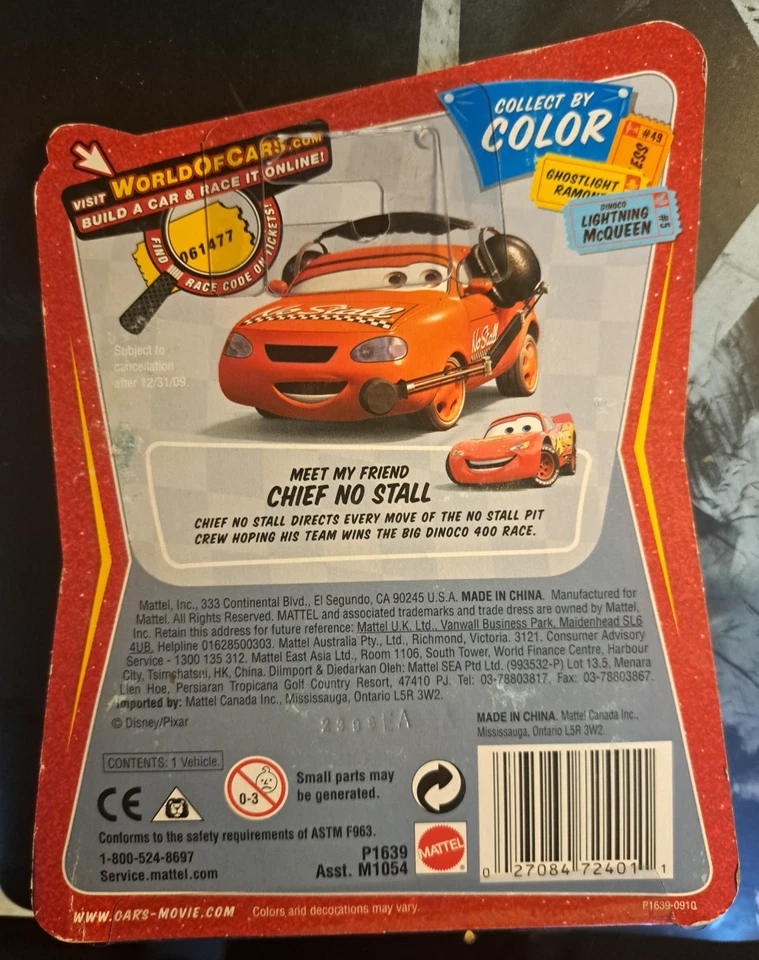 COLLECT BY
COLOR
#49
ESS
GHOSTLIGHT
RAMONE
DINOCO
LIGHTNING
McQUEEN
#5
VISIT WORLDOFCARS.COM
BUILD A CAR & RACE IT ONLINE!
FIND RACE CODE ON TICKETS!
061477
No Stall
No Stall
Subject to
cancellation
after 12/31/09.
MEET MY FRIEND
CHIEF NO STALL
CHIEF NO STALL DIRECTS EVERY MOVE OF THE NO STALL PIT
CREW HOPING HIS TEAM WINS THE BIG DINOCO 400 RACE.
Mattel, Inc., 333 Continental Blvd., El Segundo, CA 90245 U.S.A. MADE IN CHINA. Manufactured for
Mattel. All Rights Reserved. MATTEL and associated trademarks and trade dress are owned by Mattel,
Inc. Retain this address for future reference: Mattel U.K. Ltd., Vanwall Business Park, Maidenhead SL6
4UB. Helpline 01628500303. Mattel Australia Pty., Ltd., Richmond, Victoria. 3121. Consumer Advisory
Service - 1300 135 312. Mattel East Asia Ltd., Room 1106, South Tower, World Finance Centre, Harbour
City, Tsimshatsui, HK, China. Diimport & Diedarkan Oleh: Mattel SEA Ptd Ltd. (993532-P) Lot 13.5, Menara
Lien Hoe, Persiaran Tropicana Golf Country Resort, 47410 PJ. Tel: 03-78803817. Fax: 03-78803867.
Imported by: Mattel Canada Inc., Mississauga, Ontario L5R 3W2.
© Disney/Pixar
MADE IN CHINA. Mattel Canada Inc.,
Mississauga, Ontario L5R 3W2.
CONTENTS: 1 Vehicle.
CE
0-3
Small parts may
be generated.
Conforms to the safety requirements of ASTM F963.
1-800-524-8697
Service.mattel.com
P1639
Asst. M1054
MATTEL
0 27084 72401 1
WWW.CARS-MOVIE.COM
Colors and decorations may vary.
P1639-0910